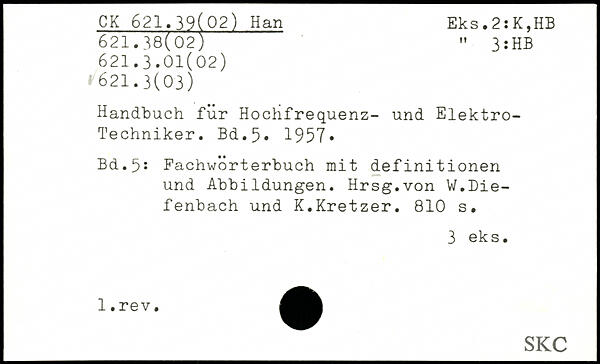 CK 621.39(02) Han Eks.2:K,HB
621.38(02) " 3:HB
621.3.01(02)
621.3(03)
Handbuch für Hochfrequenz- und Elektro-
Techniker. Bd.5. 1957.
Bd.5: Fachwörterbuch mit definitionen
und Abbildungen. Hrsg.von W.Die-
fenbach und K.Kretzer. 810 s.
3 eks.
1.rev.
SKC